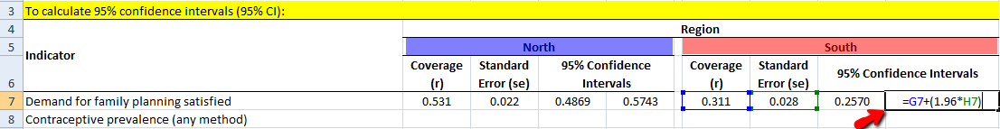 3 To calculate 95% confidence intervals (95% CI):
4 Region
5 Indicator North South
6 Coverage (r) Standard Error (se) 95% Confidence Intervals Coverage (r) Standard Error (se) 95% Confidence Intervals
7 Demand for family planning satisfied 0.531 0.022 0.4869 0.5743 0.311 0.028 0.2570 =G7+(1.96*H7)
8 Contraceptive prevalence (any method)